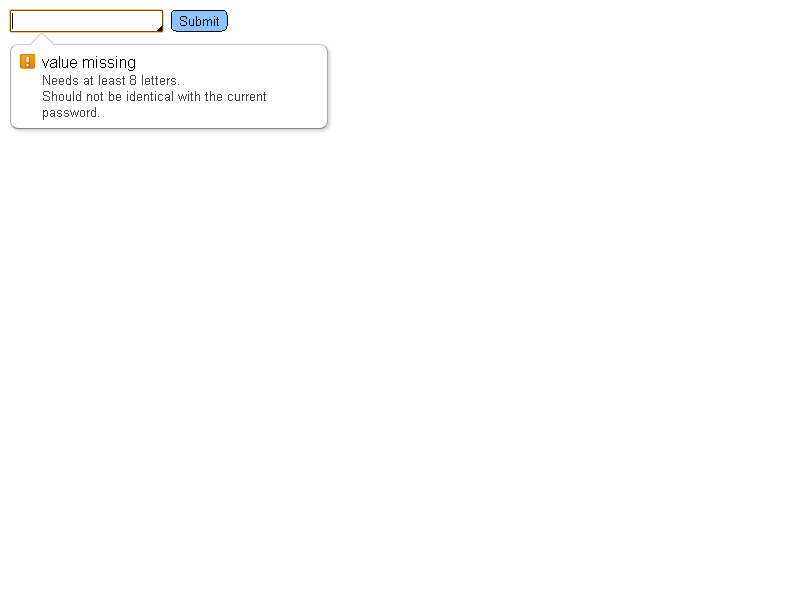 Submit
value missing
Needs at least 8 letters.
Should not be identical with the current
password.